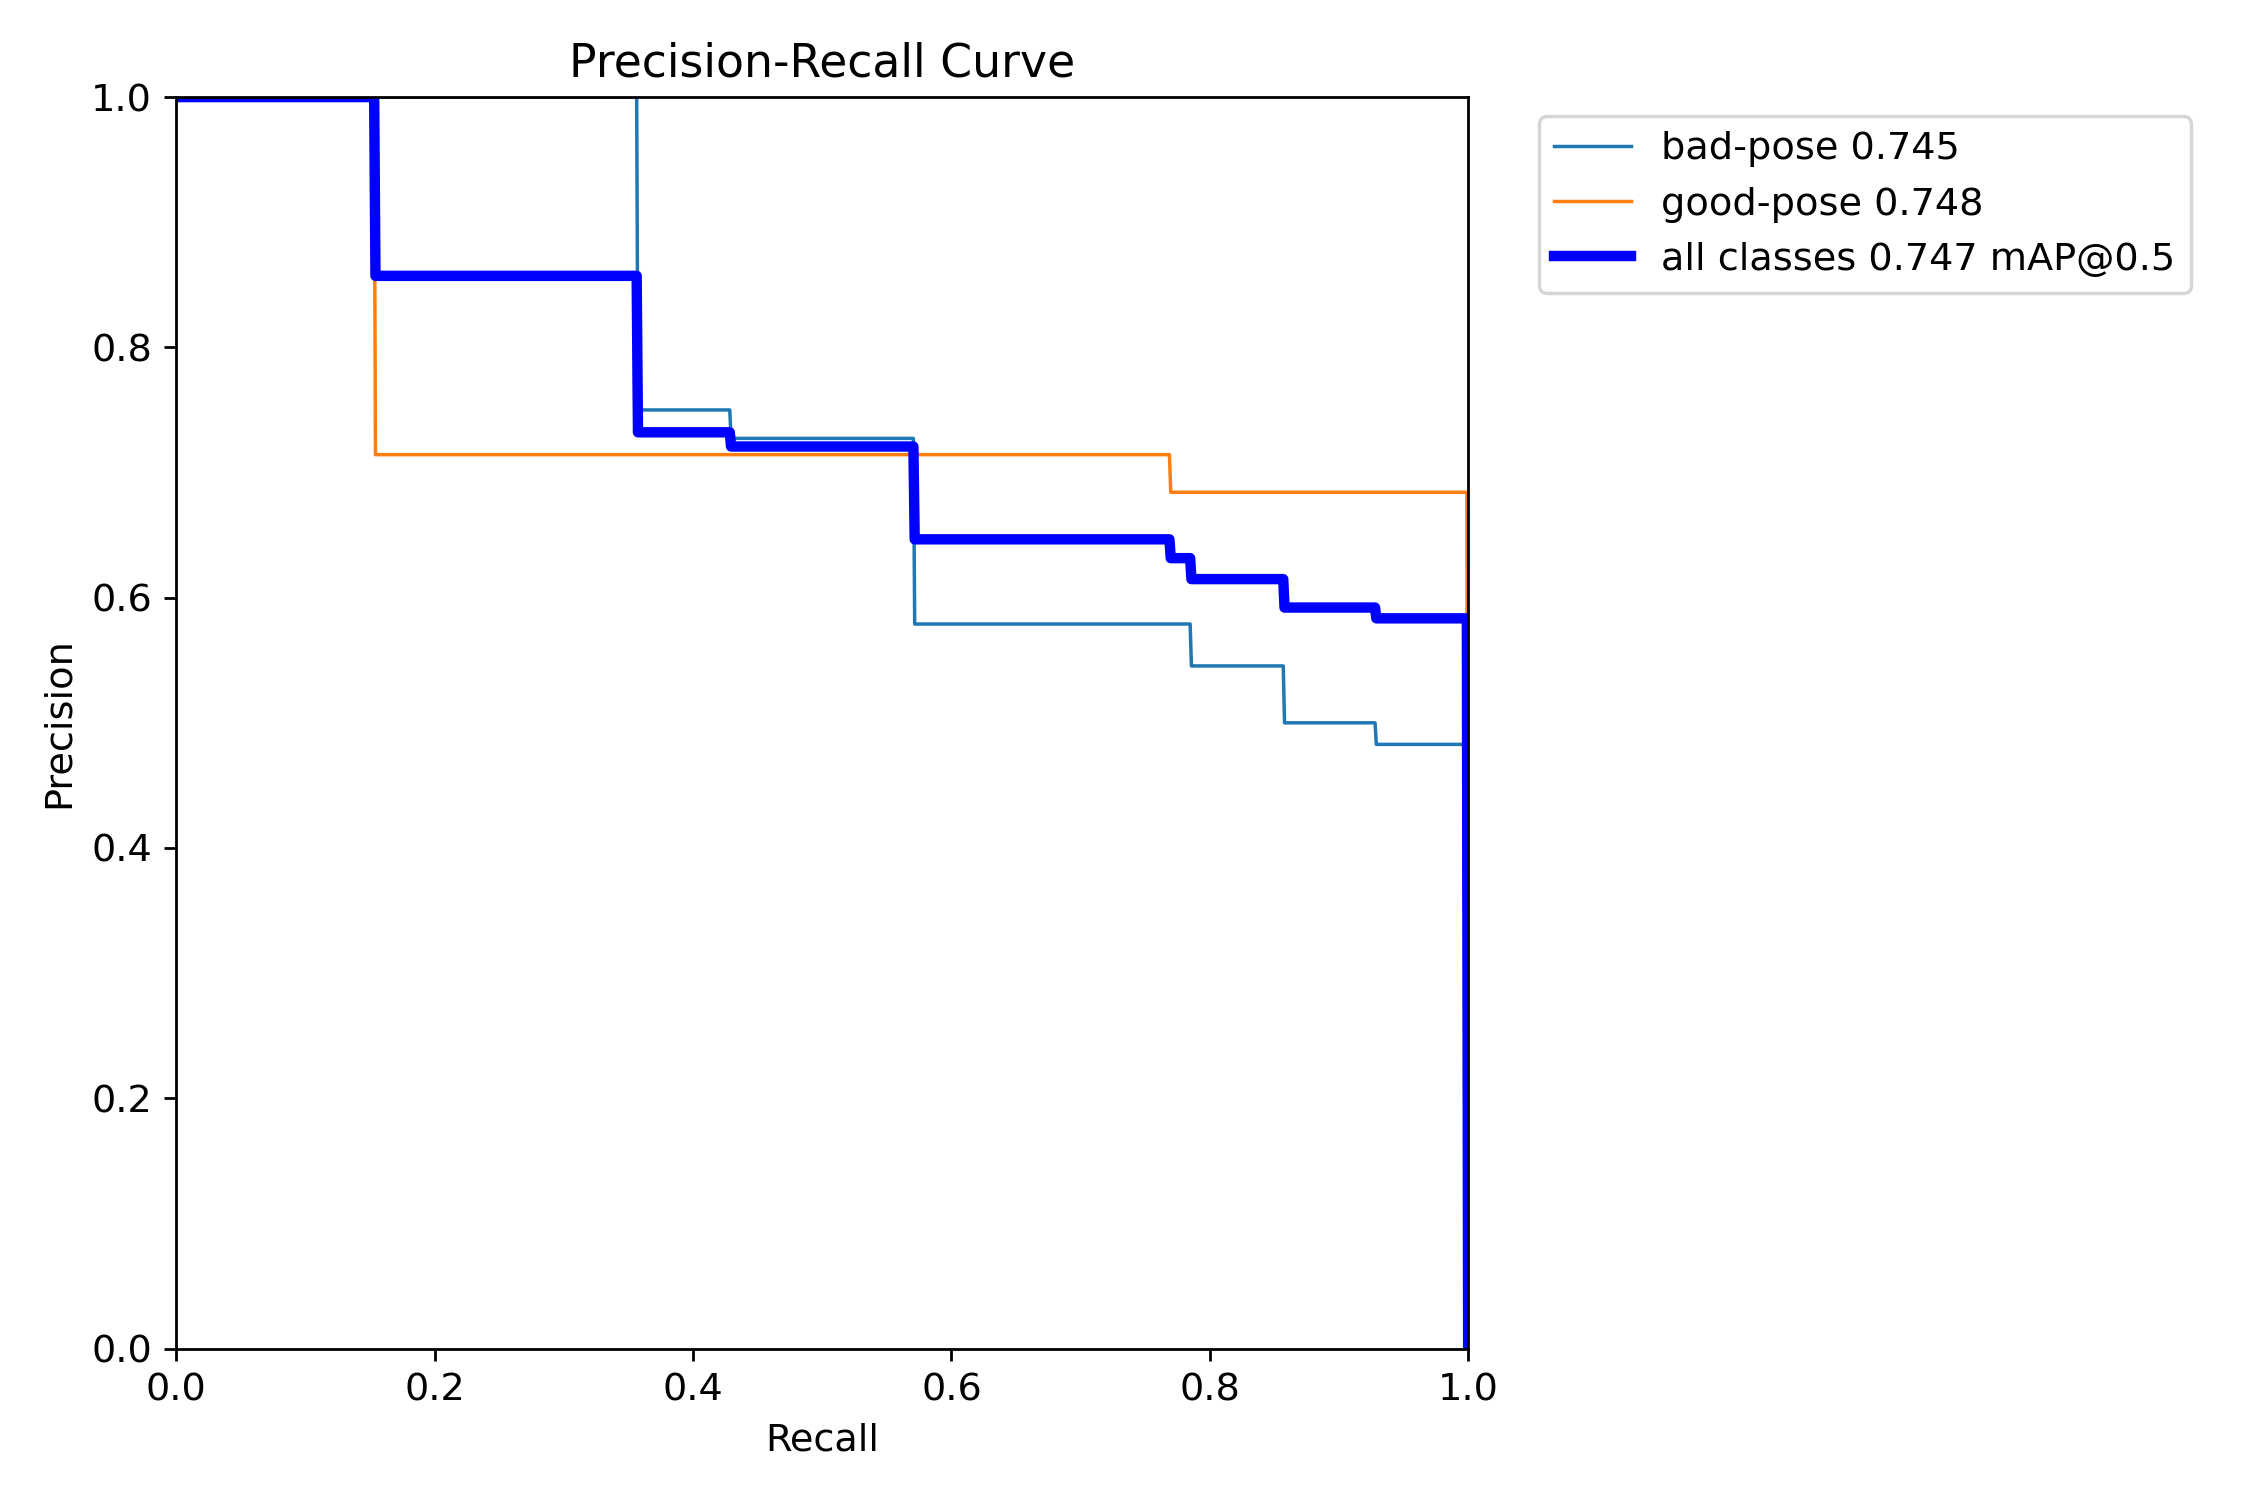 Precision-Recall Curve
1.0
0.8
0.6
0.4
0.2
0.0
Precision
0.0 0.2 0.4 0.6 0.8 1.0
Recall
bad-pose 0.745
good-pose 0.748
all classes 0.747 mAP@0.5